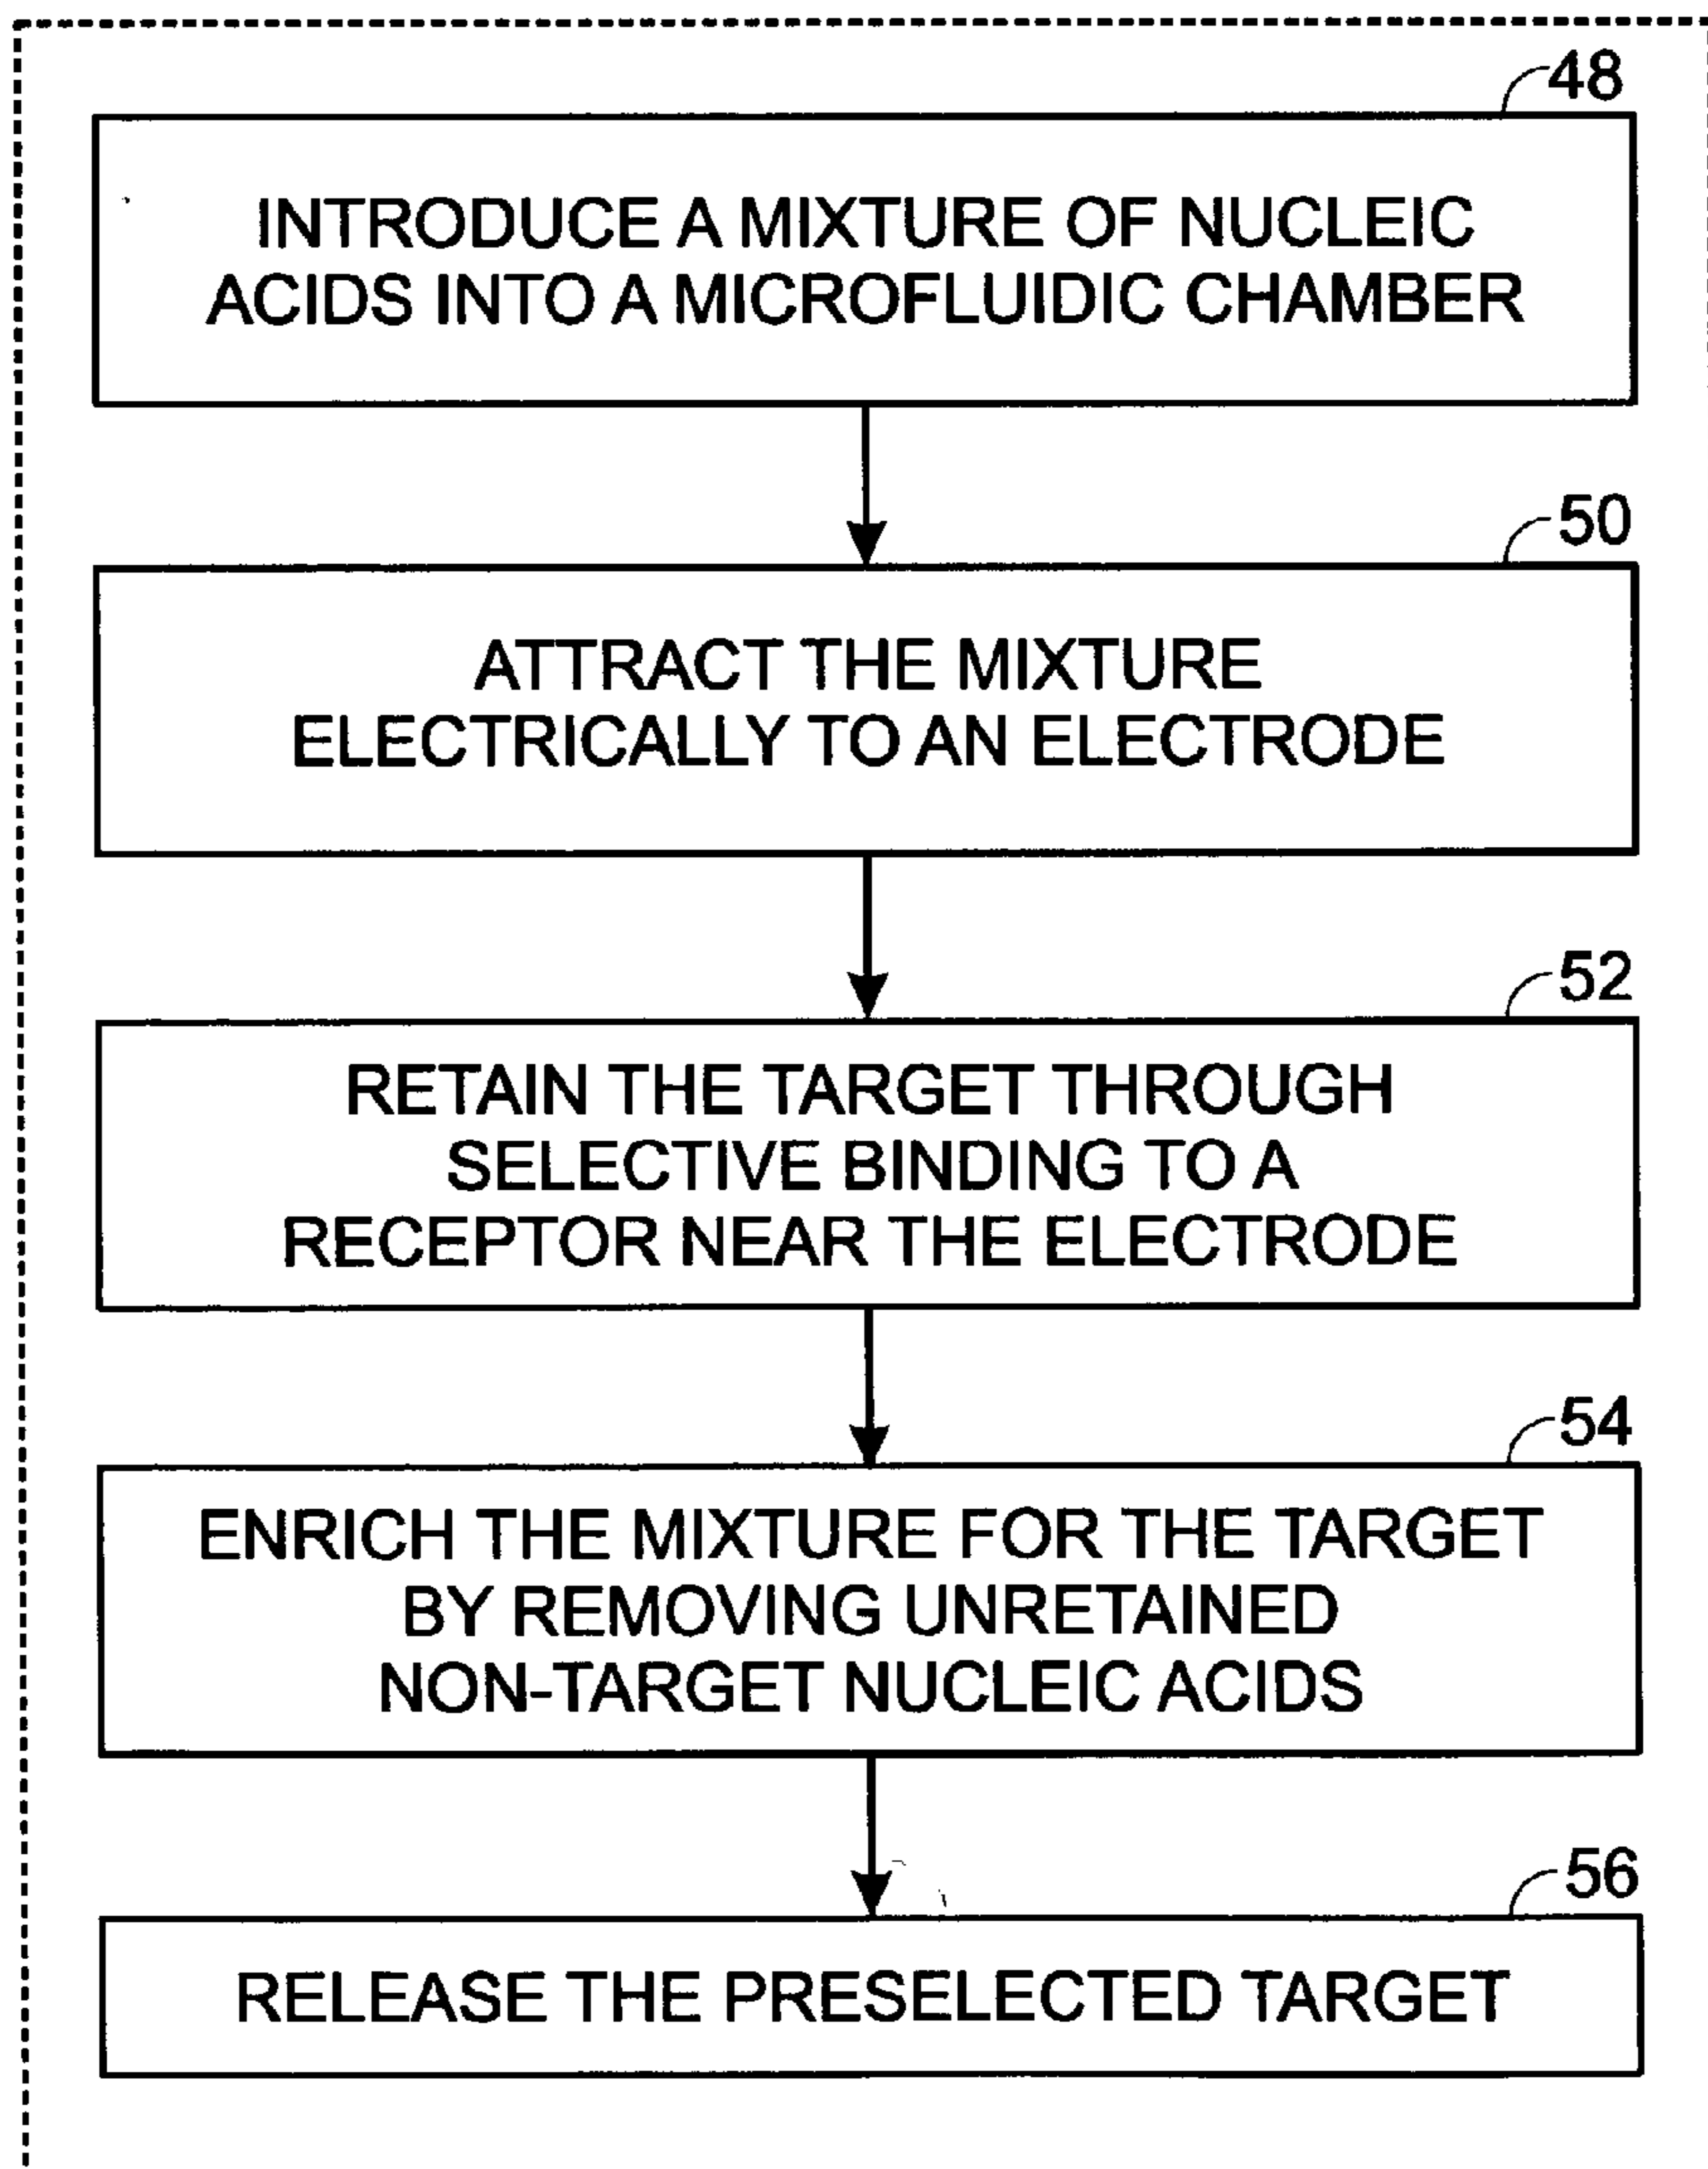 48
INTRODUCE A MIXTURE OF NUCLEIC
ACIDS INTO A MICROFLUIDIC CHAMBER
50
ATTRACT THE MIXTURE
ELECTRICALLY TO AN ELECTRODE
52
RETAIN THE TARGET THROUGH
SELECTIVE BINDING TO A
RECEPTOR NEAR THE ELECTRODE
54
ENRICH THE MIXTURE FOR THE TARGET
BY REMOVING UNRETAINED
NON-TARGET NUCLEIC ACIDS
56
RELEASE THE PRESELECTED TARGET